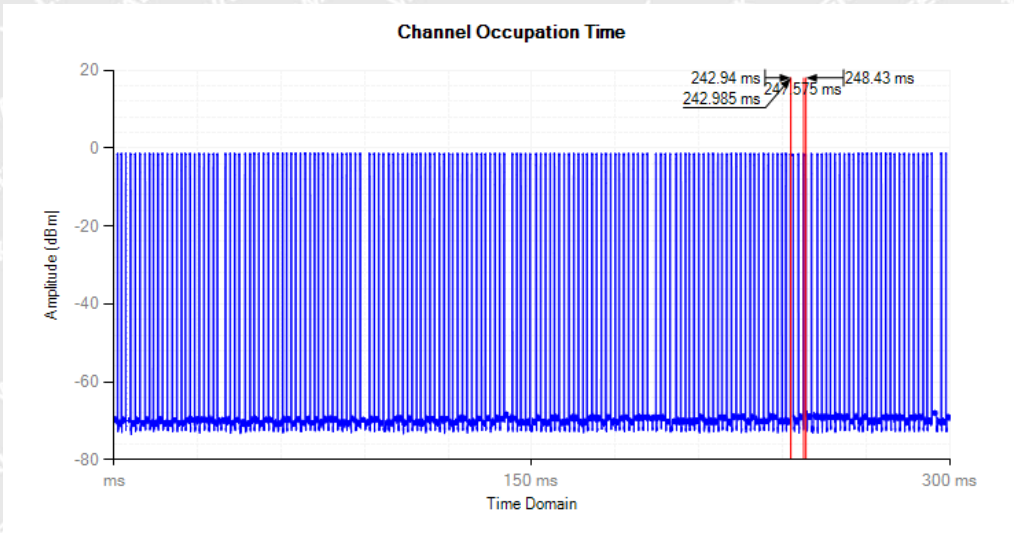 Channel Occupation Time
20
242.94 ms
248.43 ms
247.575 ms
242.985 ms
0
-20
-40
-60
-80
Amplitude [dBm]
ms
150 ms
300 ms
Time Domain